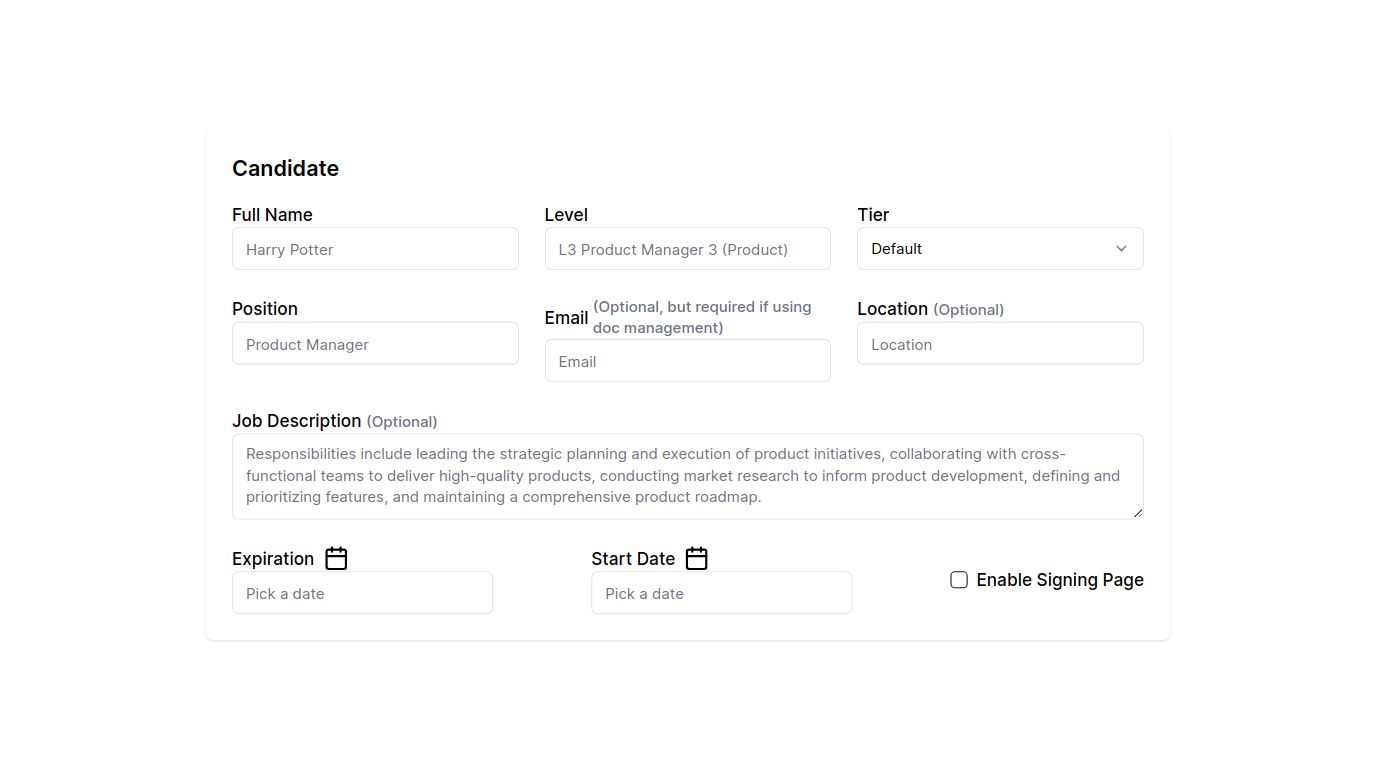 Candidate
Full Name
Harry Potter
Level
L3 Product Manager 3 (Product)
Tier
Default
Position
Product Manager
Email (Optional, but required if using
doc management)
Email
Location (Optional)
Location
Job Description (Optional)
Responsibilities include leading the strategic planning and execution of product initiatives, collaborating with cross-
functional teams to deliver high-quality products, conducting market research to inform product development, defining and
prioritizing features, and maintaining a comprehensive product roadmap.
Expiration
Pick a date
Start Date
Pick a date
Enable Signing Page